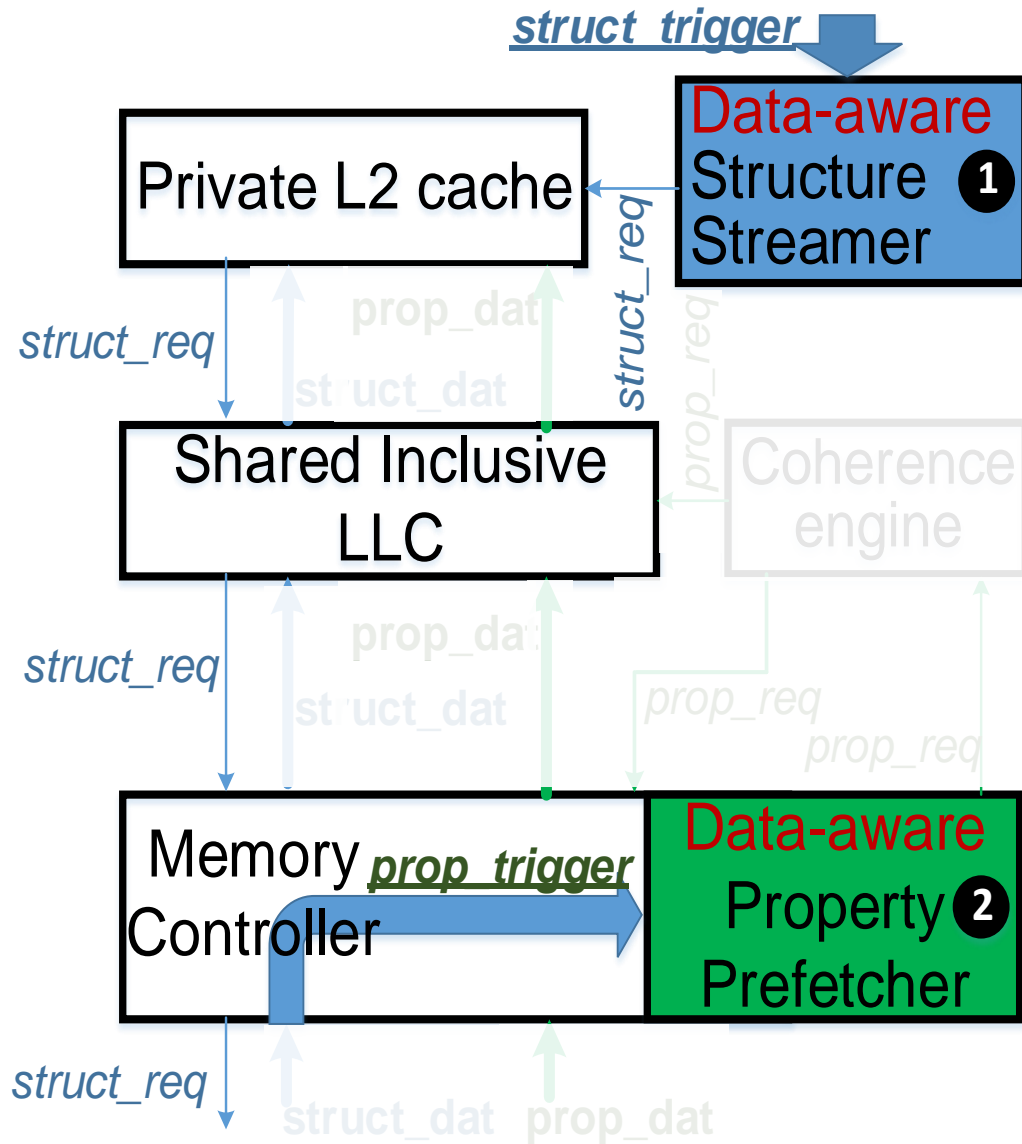 struct_trigger
Data-aware
Structure
Streamer
1
Private L2 cache
struct_req
struct_req
prop_dat
struct_dat
prop_req
Shared Inclusive
LLC
Coherence
engine
struct_req
prop_dat
struct_dat
prop_req
prop_req
Memory
Controller
prop_trigger
Data-aware
Property
Prefetcher
2
struct_req
struct_dat
prop_dat